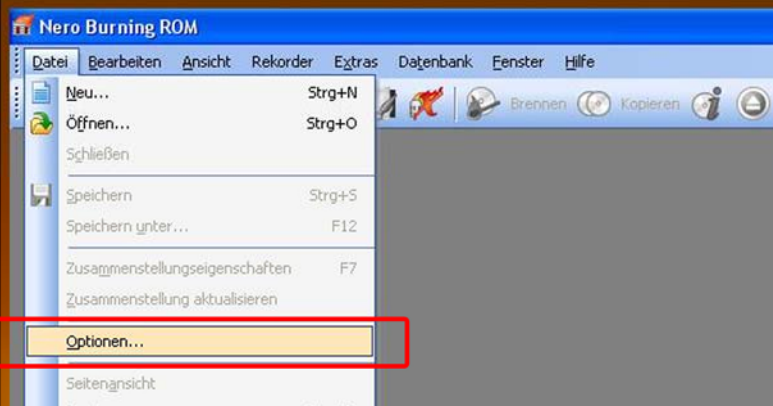 Nero Burning ROM
Datei Bearbeiten Ansicht Rekorder Extras Datenbank Fenster Hilfe
Neu... Strg+N
Brennen Kopieren
Öffnen... Strg+O
Schließen
Speichern Strg+S
Speichern unter... F12
Zusammenstellungseigenschaften F7
Zusammenstellung aktualisieren
Optionen...
Seitenansicht